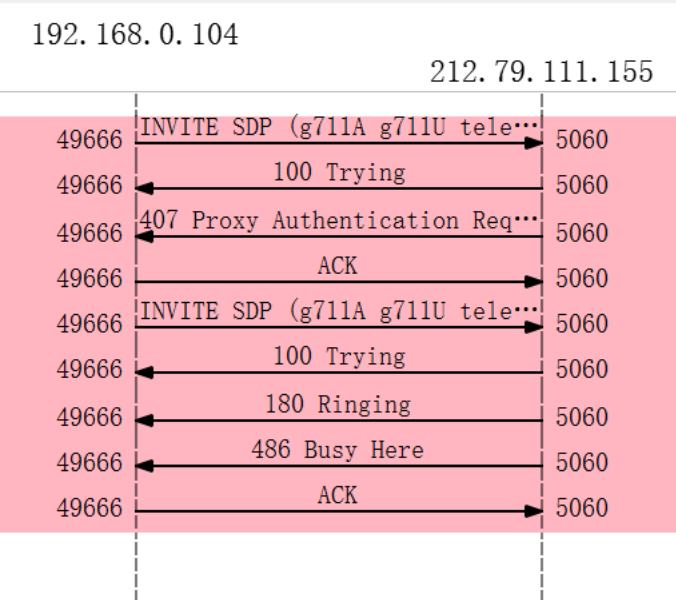 192.168.0.104
212.79.111.155
49666 INVITE SDP (g711A g711U tele… 5060
49666 100 Trying 5060
49666 407 Proxy Authentication Req… 5060
49666 ACK 5060
49666 INVITE SDP (g711A g711U tele… 5060
49666 100 Trying 5060
49666 180 Ringing 5060
49666 486 Busy Here 5060
49666 ACK 5060